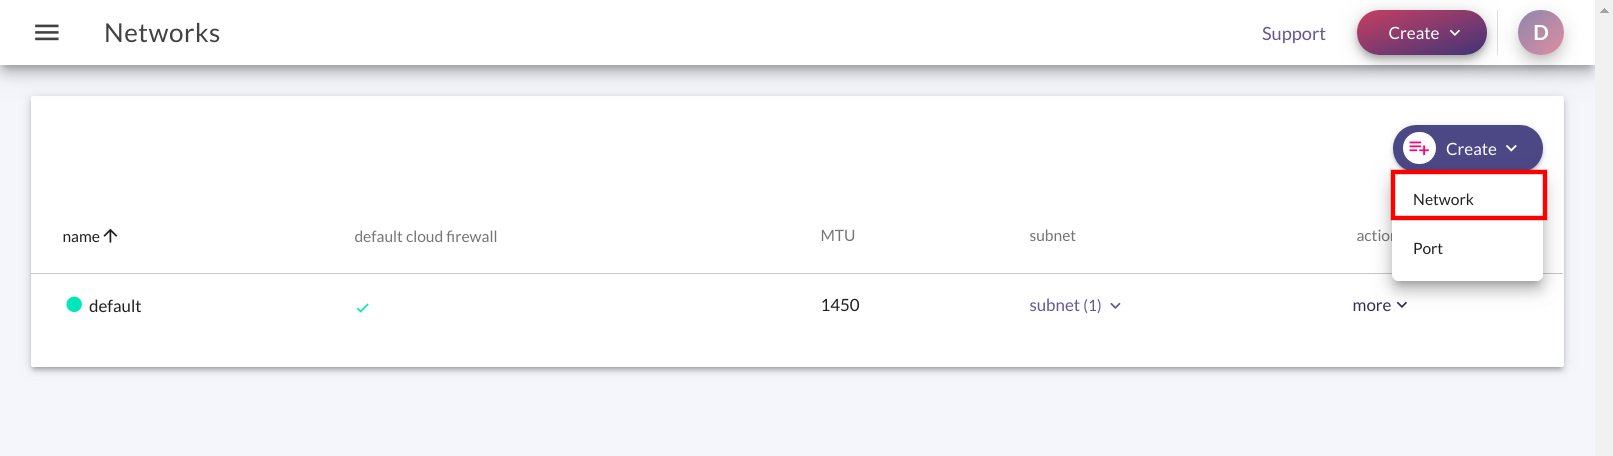 Networks
Support
Create
D
Create
Network
Port
name
default cloud firewall
MTU
subnet
actio
default
1450
subnet (1)
more